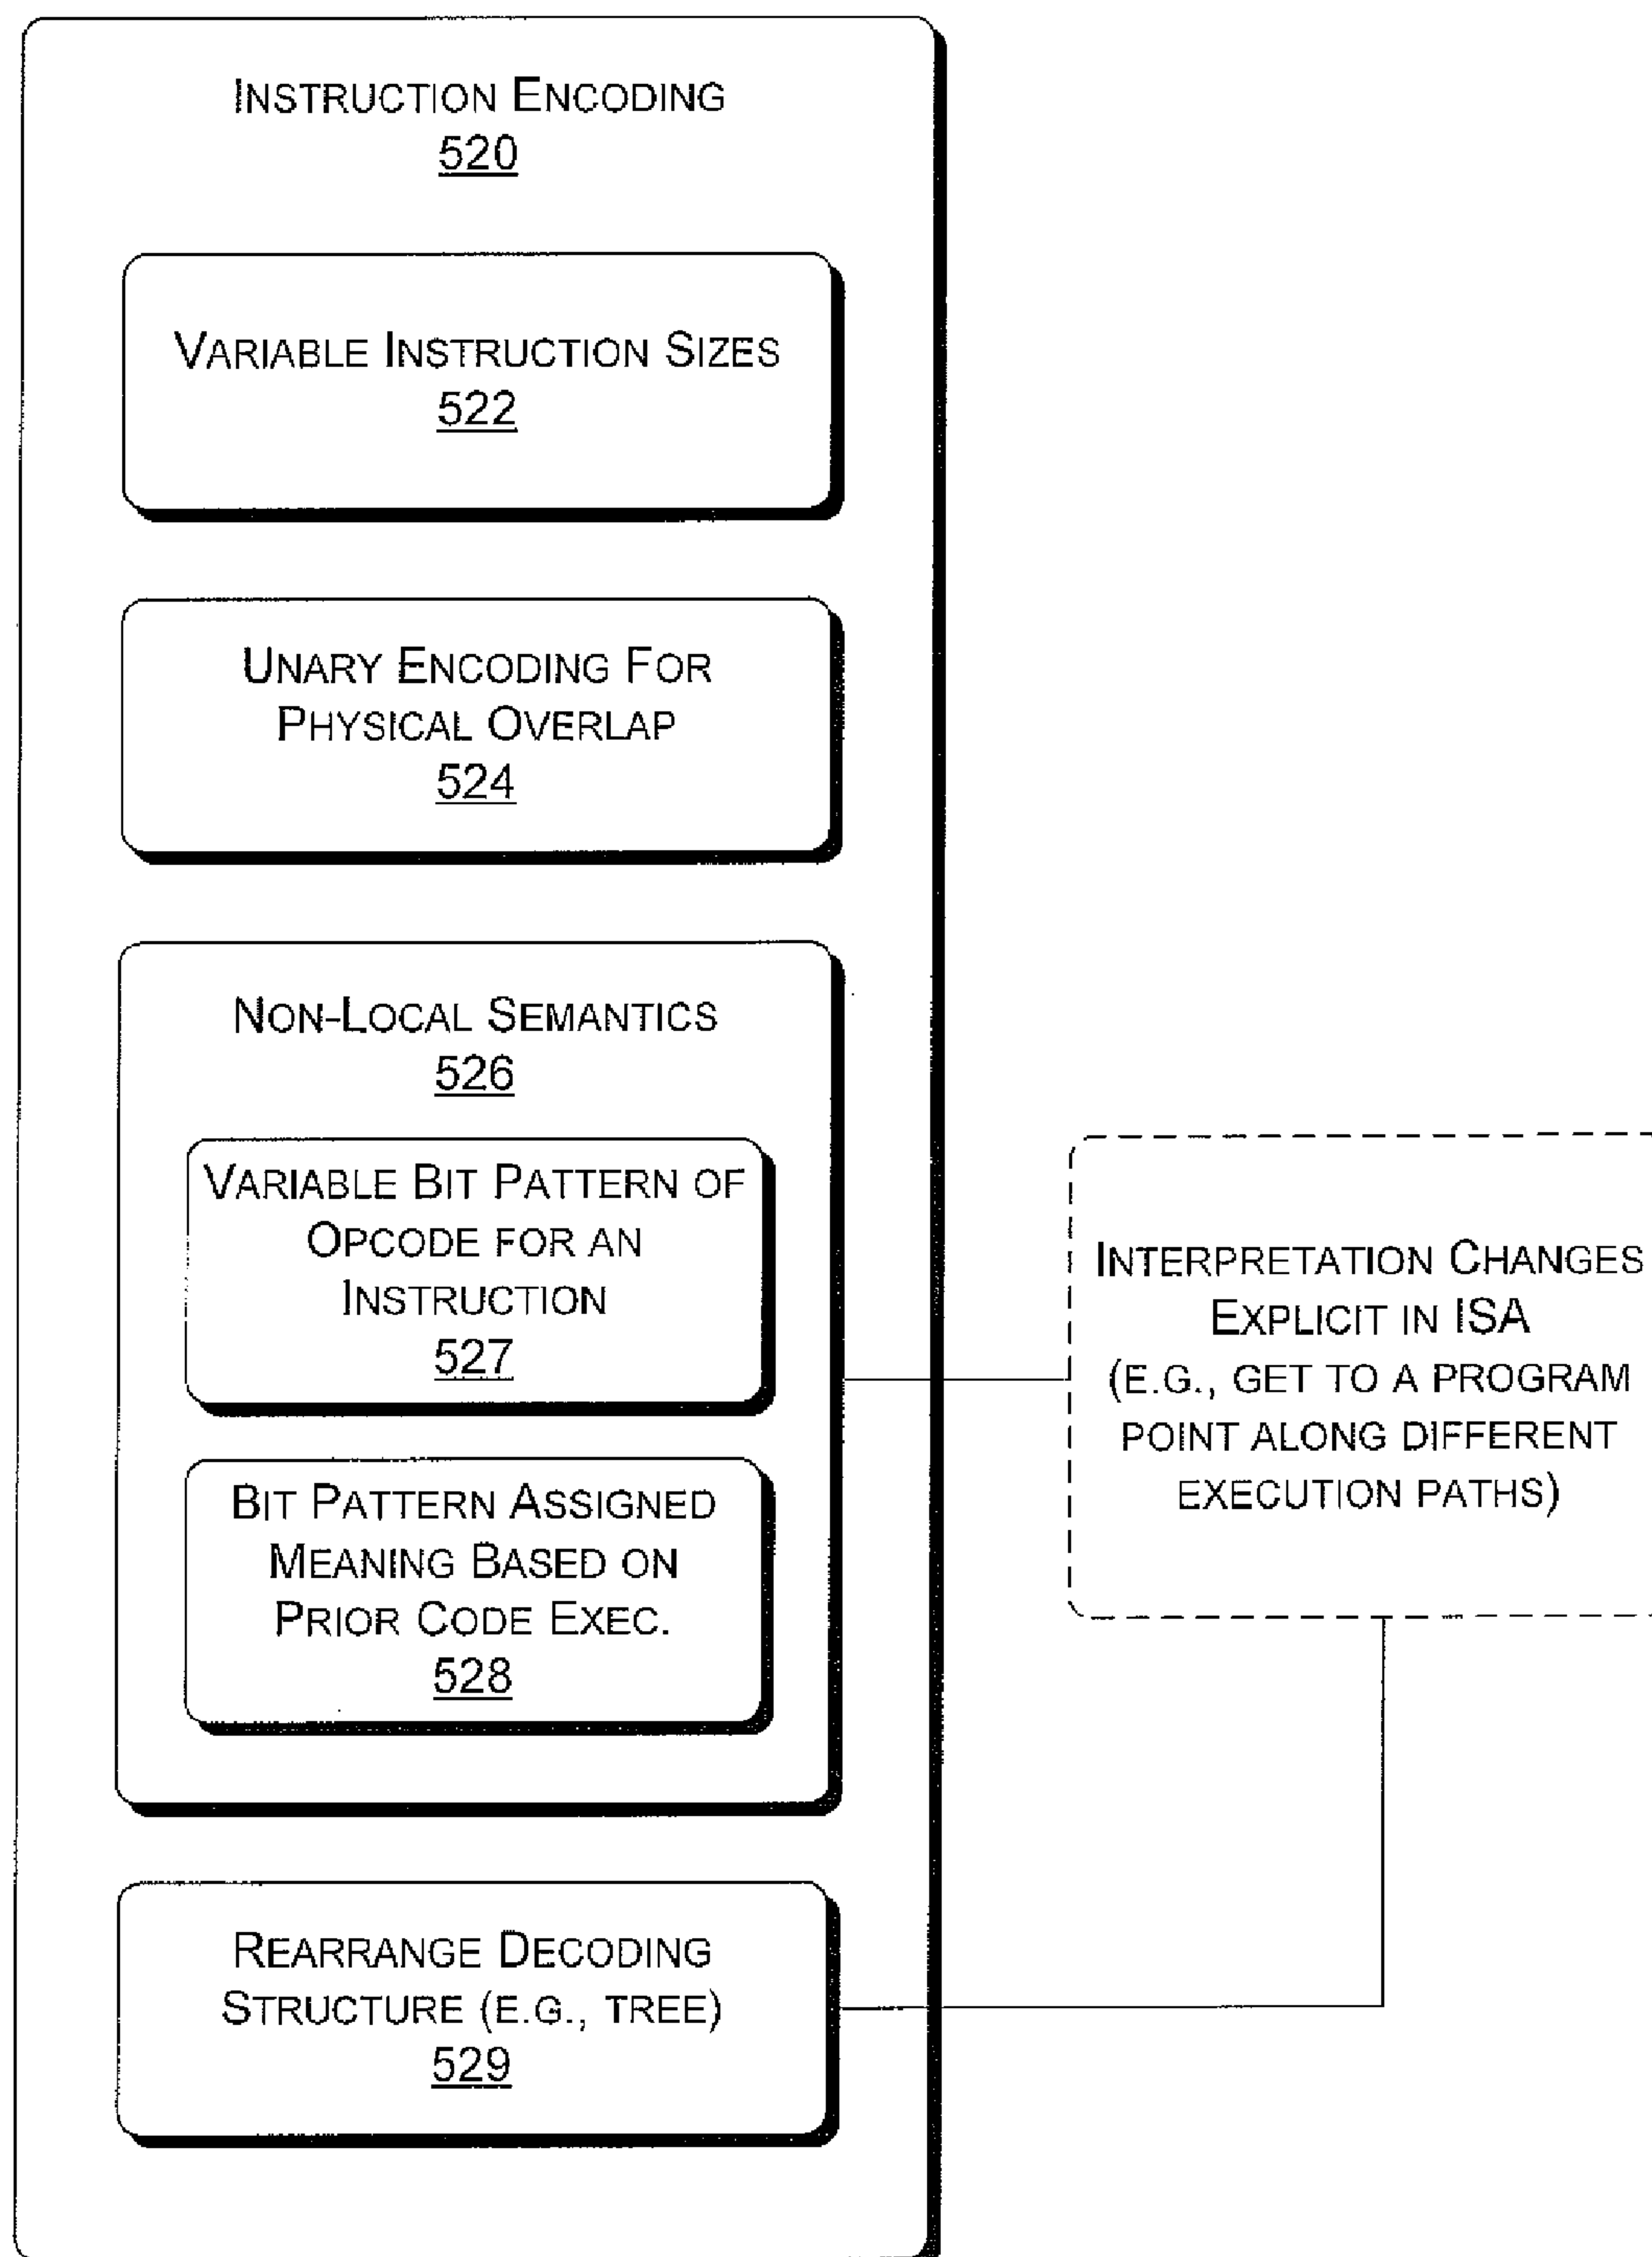 INSTRUCTION ENCODING
520
VARIABLE INSTRUCTION SIZES
522
UNARY ENCODING FOR
PHYSICAL OVERLAP
524
NON-LOCAL SEMANTICS
526
VARIABLE BIT PATTERN OF
OPCODE FOR AN
INSTRUCTION
527
BIT PATTERN ASSIGNED
MEANING BASED ON
PRIOR CODE EXEC.
528
REARRANGE DECODING
STRUCTURE (E.G., TREE)
529
INTERPRETATION CHANGES
EXPLICIT IN ISA
(E.G., GET TO A PROGRAM
POINT ALONG DIFFERENT
EXECUTION PATHS)